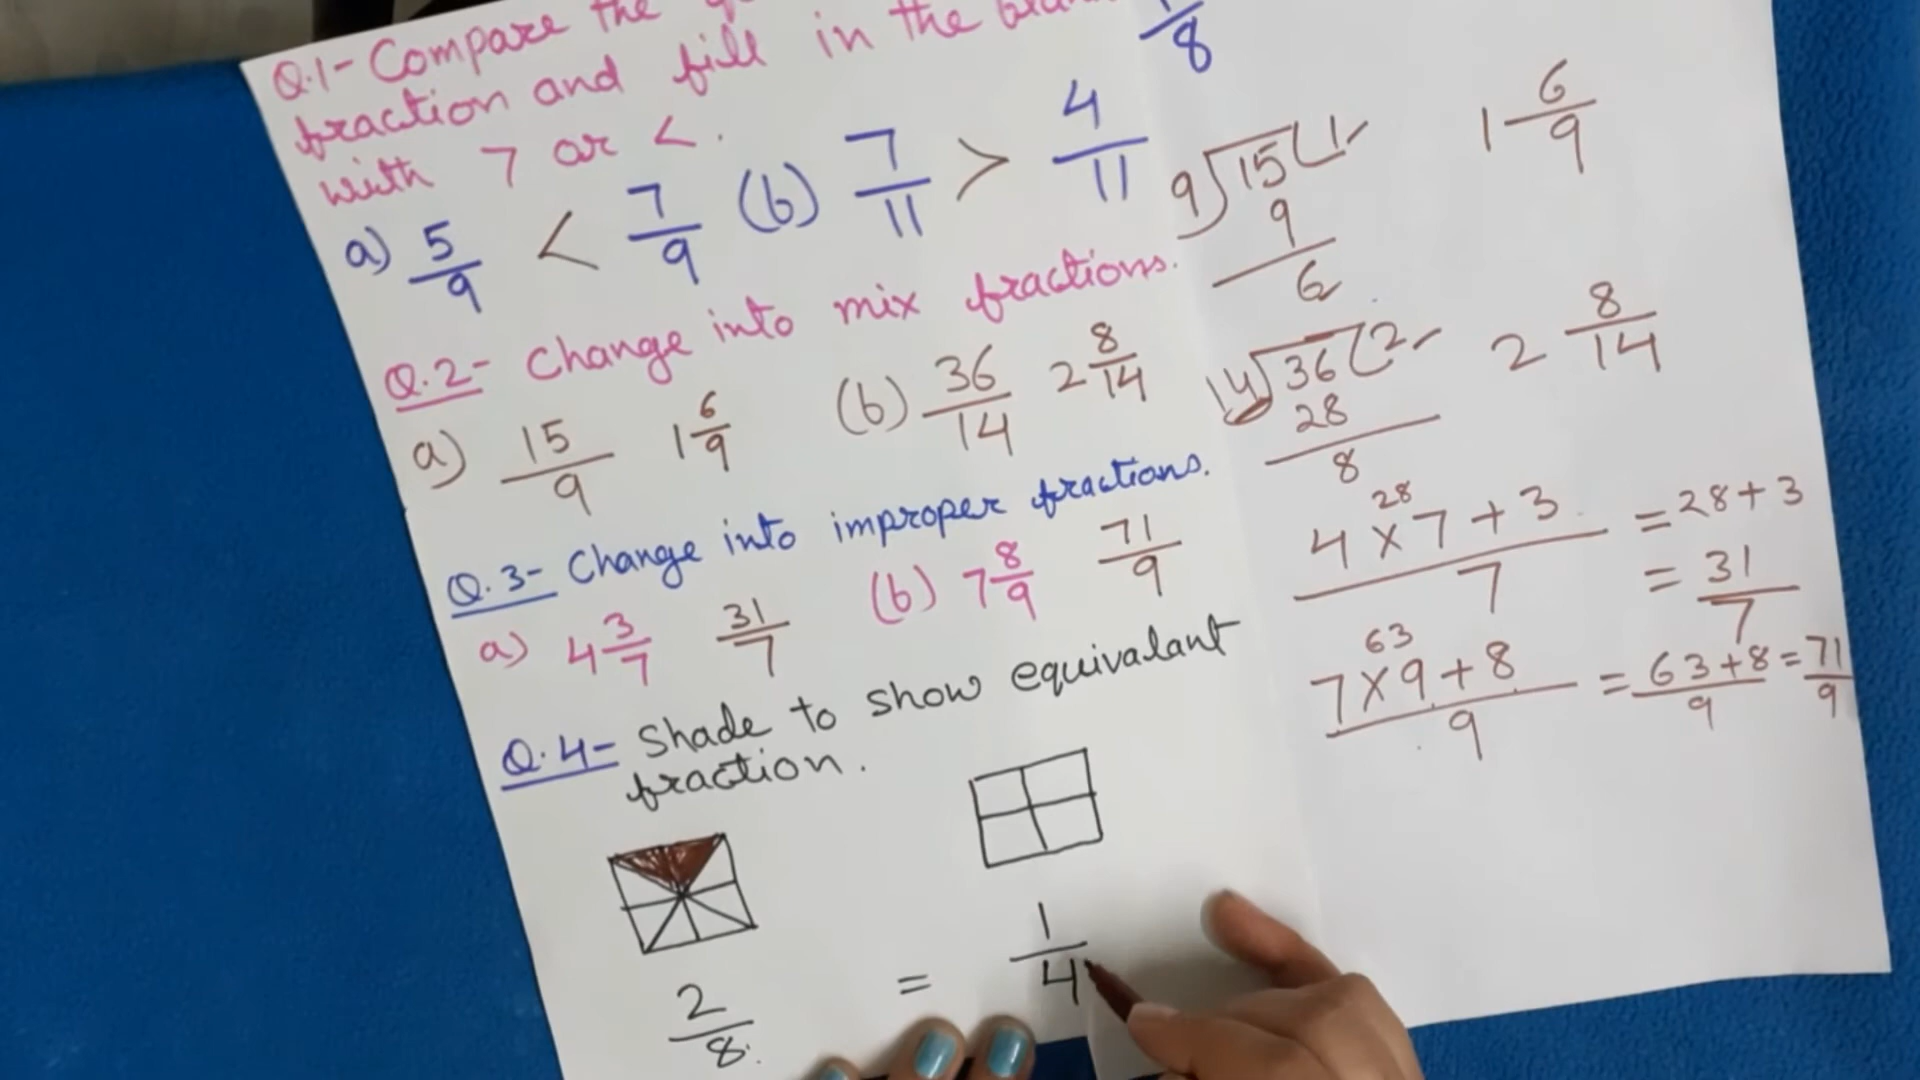 Q.1- Compare the
fraction and fill in the
with 7 or <.
a) 5/9 < 7/9 (b) 7/11 > 4/11
Q.2- Change into mix fractions.
a) 15/9 1 6/9 (b) 36/14 2 8/14
Q.3- Change into improper fractions.
a) 4 3/7 31/7 (b) 7 8/9 71/9
Q.4- Shade to show equivalant
fraction.
2/8 = 1/4
8
9)15(1 1 6/9
9
6
14)36(2 2 8/14
28
8
28
4×7+3/7 = 28+3
= 31/7
63
7×9+8/9 = 63+8/9 = 71/9